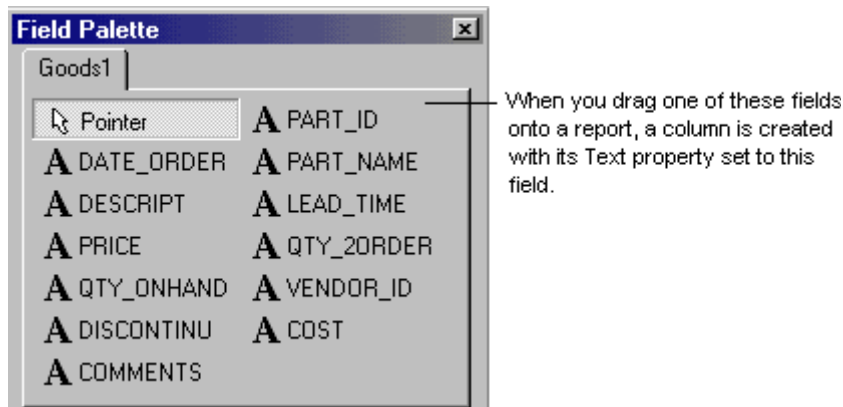 Field Palette
Goods1
Pointer
PART_ID
DATE_ORDER
PART_NAME
DESCRIPT
LEAD_TIME
PRICE
QTY_2ORDER
QTY_ONHAND
VENDOR_ID
DISCONTINU
COST
COMMENTS
When you drag one of these fields
onto a report, a column is created
with its Text property set to this
field.